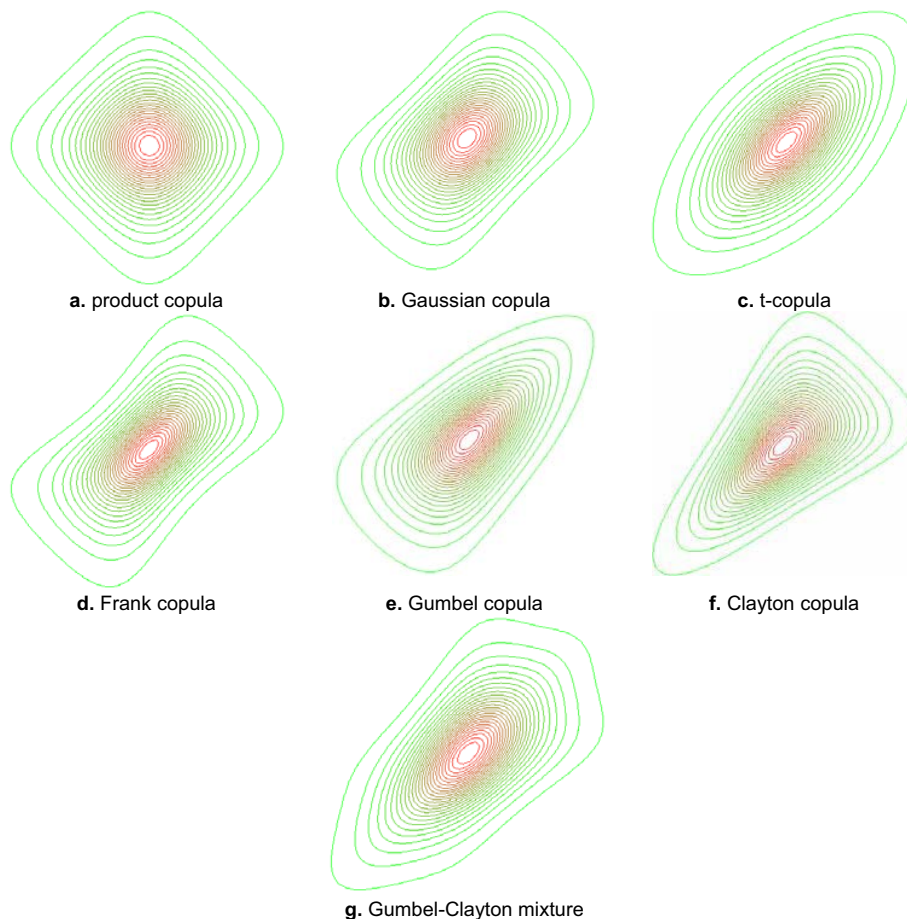 a. product copula
b. Gaussian copula
c. t-copula
d. Frank copula
e. Gumbel copula
f. Clayton copula
g. Gumbel-Clayton mixture